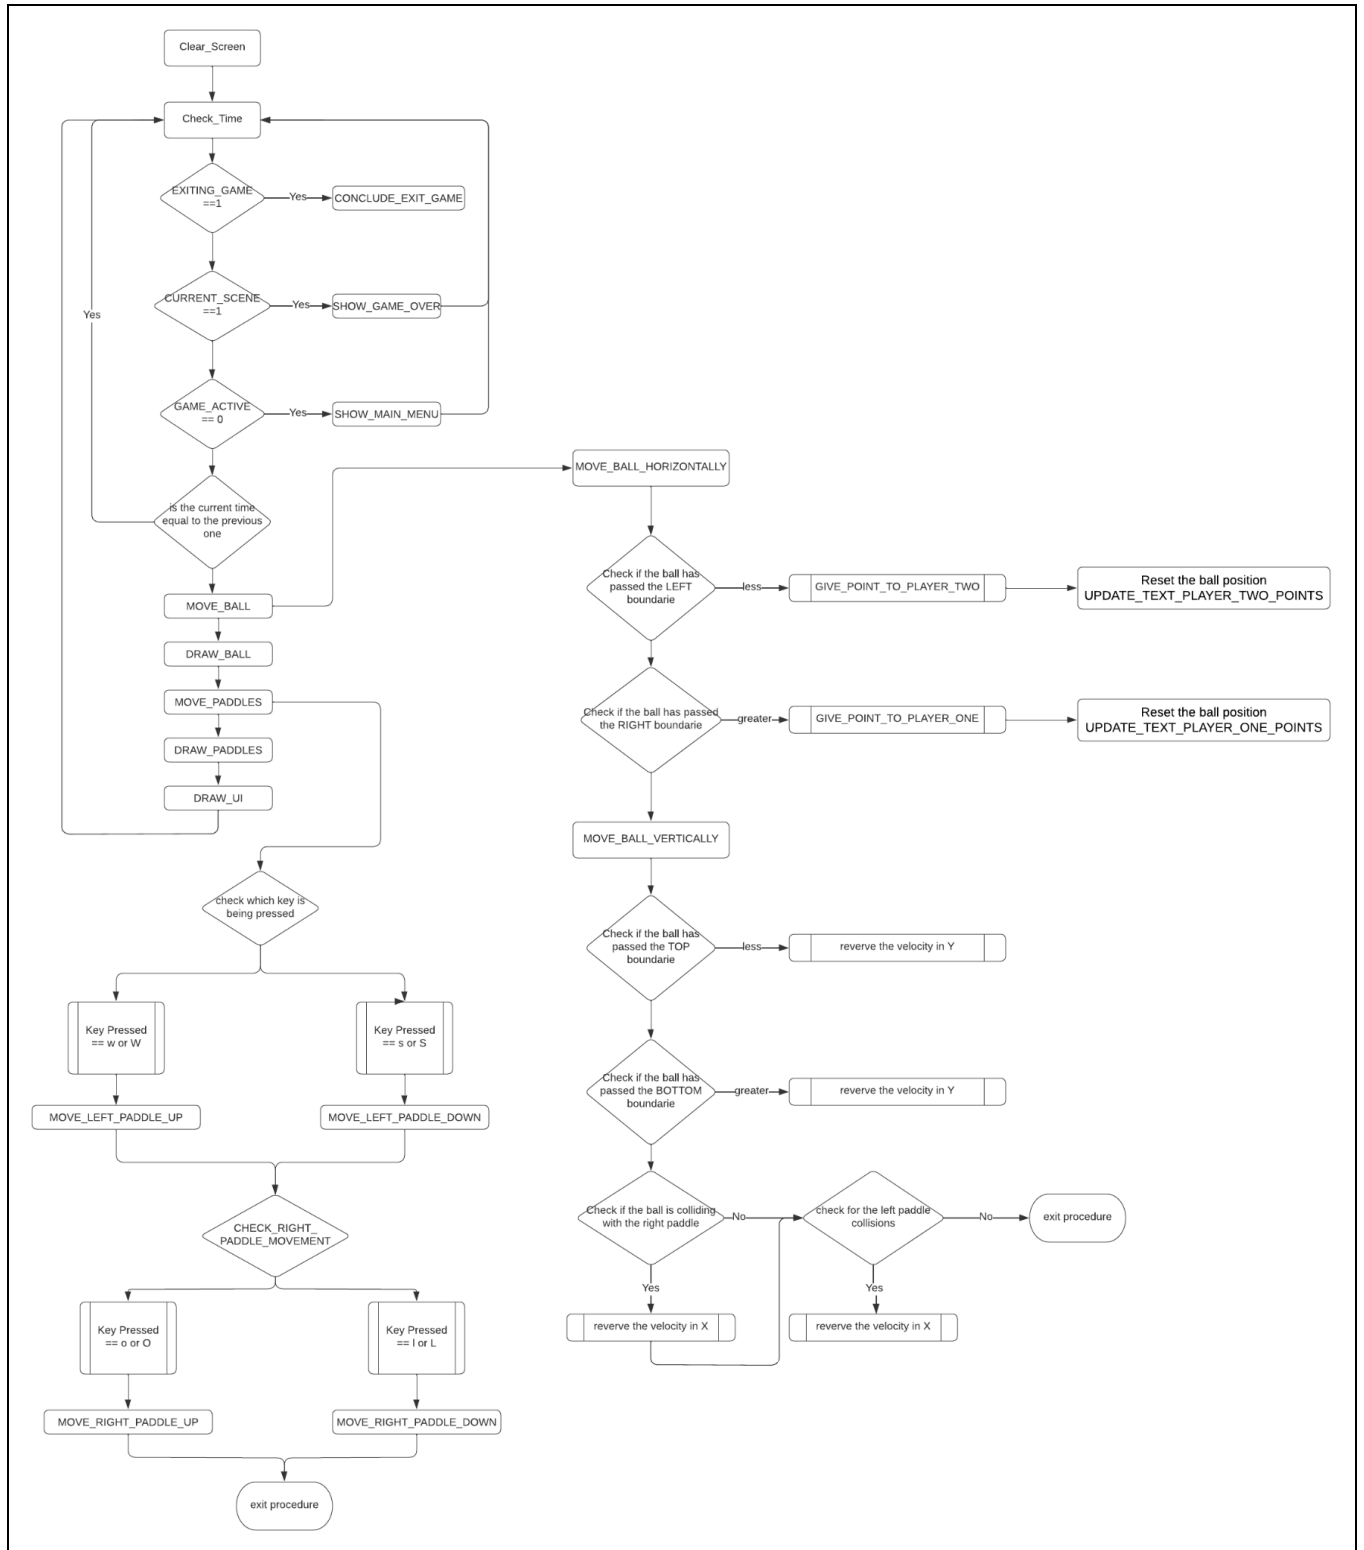 Clear_Screen
Check_Time
EXITING_GAME
==1
Yes
CONCLUDE_EXIT_GAME
CURRENT_SCENE
==1
Yes
SHOW_GAME_OVER
Yes
GAME_ACTIVE
== 0
Yes
SHOW_MAIN_MENU
is the current time
equal to the previous
one
MOVE_BALL
DRAW_BALL
MOVE_PADDLES
DRAW_PADDLES
DRAW_UI
check which key is
being pressed
Key Pressed
== w or W
Key Pressed
== s or S
MOVE_LEFT_PADDLE_UP
MOVE_LEFT_PADDLE_DOWN
CHECK_RIGHT_
PADDLE_MOVEMENT
Key Pressed
== o or O
Key Pressed
== l or L
MOVE_RIGHT_PADDLE_UP
MOVE_RIGHT_PADDLE_DOWN
exit procedure
MOVE_BALL_HORIZONTALLY
Check if the ball has
passed the LEFT
boundarie
less
GIVE_POINT_TO_PLAYER_TWO
Reset the ball position
UPDATE_TEXT_PLAYER_TWO_POINTS
Check if the ball has passed
the RIGHT boundarie
greater
GIVE_POINT_TO_PLAYER_ONE
Reset the ball position
UPDATE_TEXT_PLAYER_ONE_POINTS
MOVE_BALL_VERTICALLY
Check if the ball has
passed the TOP
boundarie
less
reverve the velocity in Y
Check if the ball has
passed the BOTTOM
boundarie
greater
reverve the velocity in Y
Check if the ball is colliding
with the right paddle
No
check for the left paddle
collisions
No
exit procedure
Yes
reverve the velocity in X
Yes
reverve the velocity in X